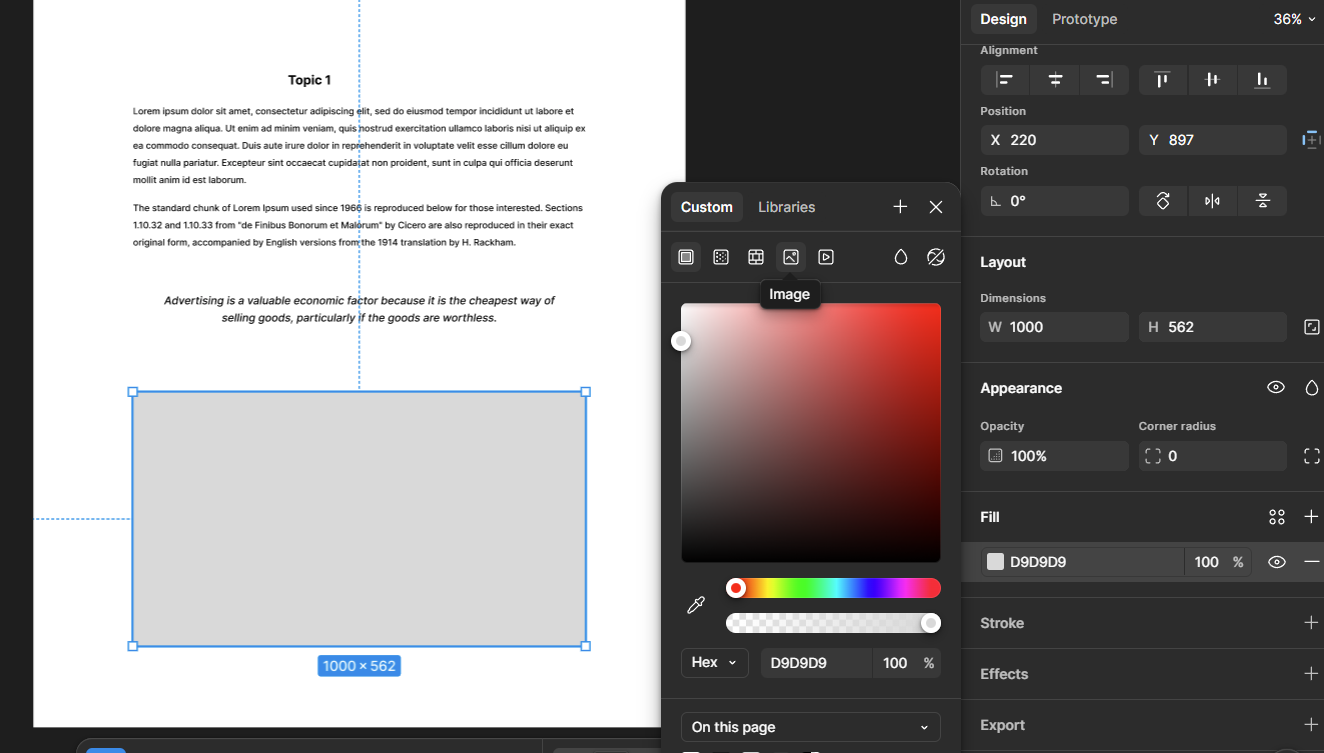 Topic 1
Lorem ipsum dolor sit amet, consectetur adipiscing elit, sed do eiusmod tempor incididunt ut labore et
dolore magna aliqua. Ut enim ad minim veniam, quis nostrud exercitation ullamco laboris nisi ut aliquip ex
ea commodo consequat. Duis aute irure dolor in reprehenderit in voluptate velit esse cillum dolore eu
fugiat nulla pariatur. Excepteur sint occaecat cupidatat non proident, sunt in culpa qui officia deserunt
mollit anim id est laborum.
The standard chunk of Lorem Ipsum used since 1966 is reproduced below for those interested. Sections
1.10.32 and 1.10.33 from "de Finibus Bonorum et Malorum" by Cicero are also reproduced in their exact
original form, accompanied by English versions from the 1914 translation by H. Rackham.
Advertising is a valuable economic factor because it is the cheapest way of
selling goods, particularly if the goods are worthless.
1000 × 562
Custom
Libraries
Image
Hex
D9D9D9
100 %
On this page
Design
Prototype
36%
Alignment
Position
X 220
Y 897
Rotation
0°
Layout
Dimensions
W 1000
H 562
Appearance
Opacity
Corner radius
100%
0
Fill
D9D9D9
100 %
Stroke
Effects
Export